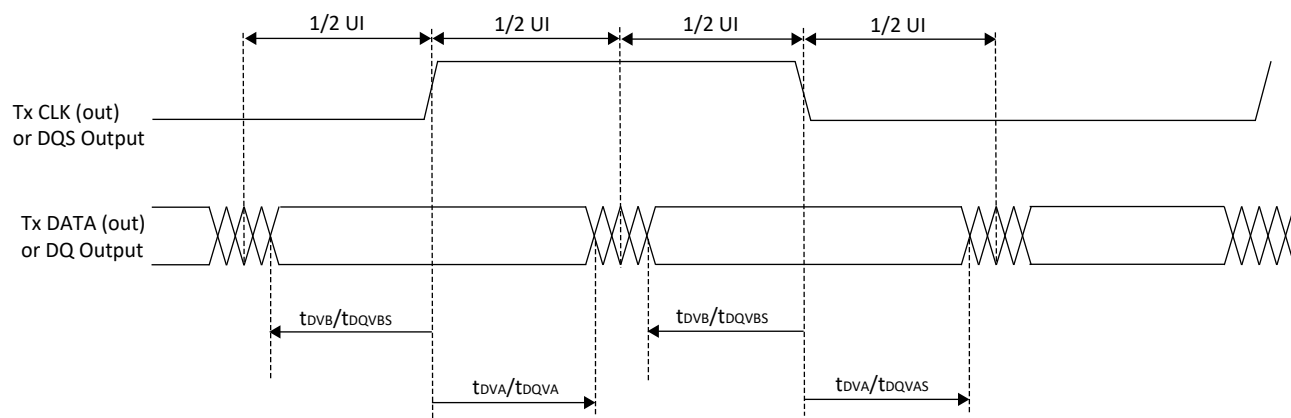 1/2 UI 1/2 UI 1/2 UI 1/2 UI
Tx CLK (out)
or DQS Output
Tx DATA (out)
or DQ Output
tDVB/tDQVBS tDVB/tDQVBS
tDVA/tDQVA tDVA/tDQVAS